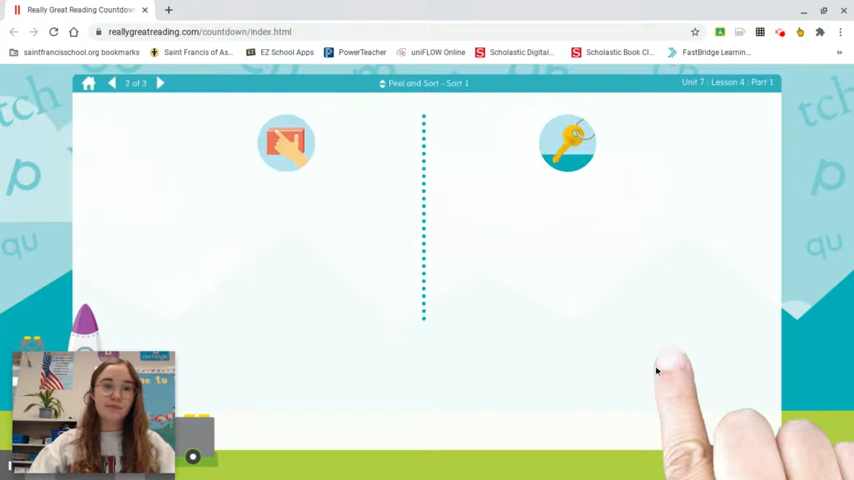 Really Great Reading Countdow
reallygreatreading.com/countdown/index.html
saintfrancisschool.org bookmarks
Saint Francis of As...
EZ School Apps
PowerTeacher
uniFLOW Online
Scholastic Digital...
Scholastic Book Cl...
FastBridge Learnin...
2 of 3
Peel and Sort - Sort 1
Unit 7 : Lesson 4 : Part 1
tch
tch
p
p
qu
qu